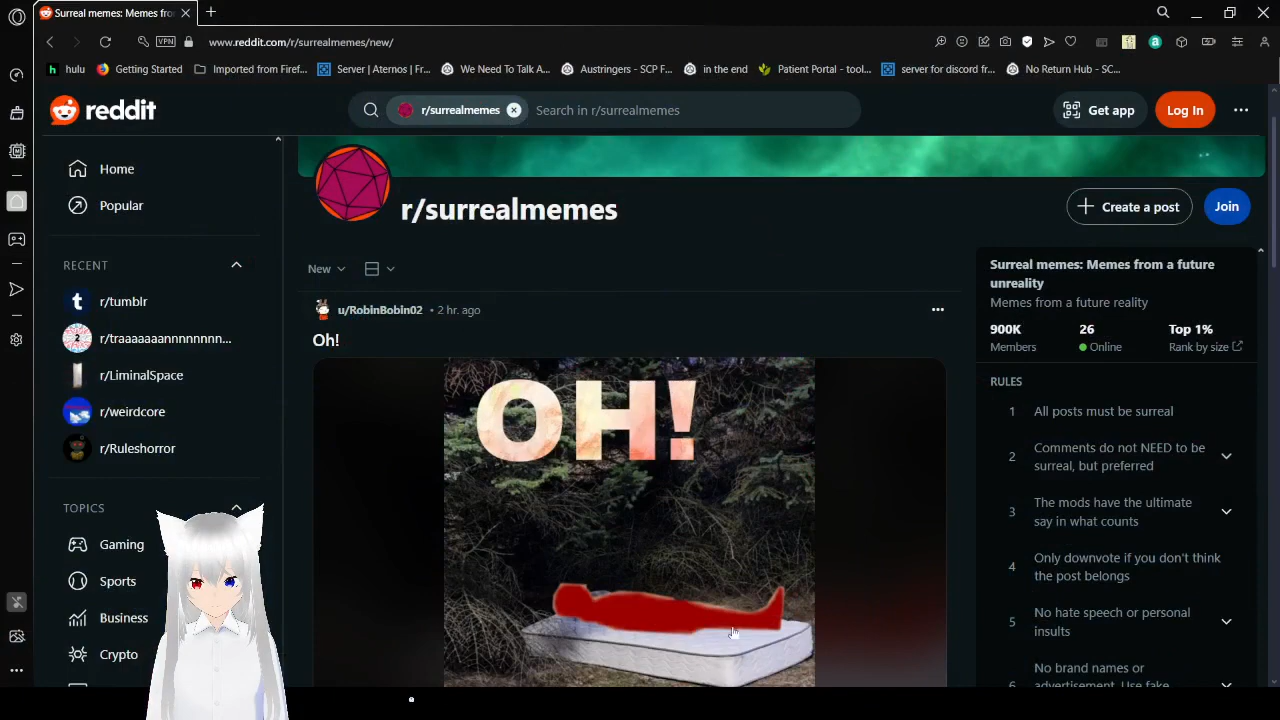 Surreal memes: Memes fro
www.reddit.com/r/surrealmemes/new/
VPN
a
h hulu
Getting Started
Imported from Firef...
Server | Aternos | Fr...
We Need To Talk A...
Austringers - SCP F...
in the end
Patient Portal - tool...
server for discord fr...
No Return Hub - SC...
reddit
r/surrealmemes
Search in r/surrealmemes
Get app
Log In
Home
Popular
RECENT
t r/tumblr
2 r/traaaaaaannnnnnnn...
r/LiminalSpace
r/weirdcore
r/Ruleshorror
TOPICS
Gaming
Sports
Business
Crypto
r/surrealmemes
Create a post
Join
New
u/RobinBobin02 • 2 hr. ago
Oh!
OH!
Surreal memes: Memes from a future
unreality
Memes from a future reality
900K 26 Top 1%
Members Online Rank by size
RULES
1 All posts must be surreal
2 Comments do not NEED to be
surreal, but preferred
3 The mods have the ultimate
say in what counts
4 Only downvote if you don't think
the post belongs
5 No hate speech or personal
insults
6 No brand names or
advertisement. Use fake